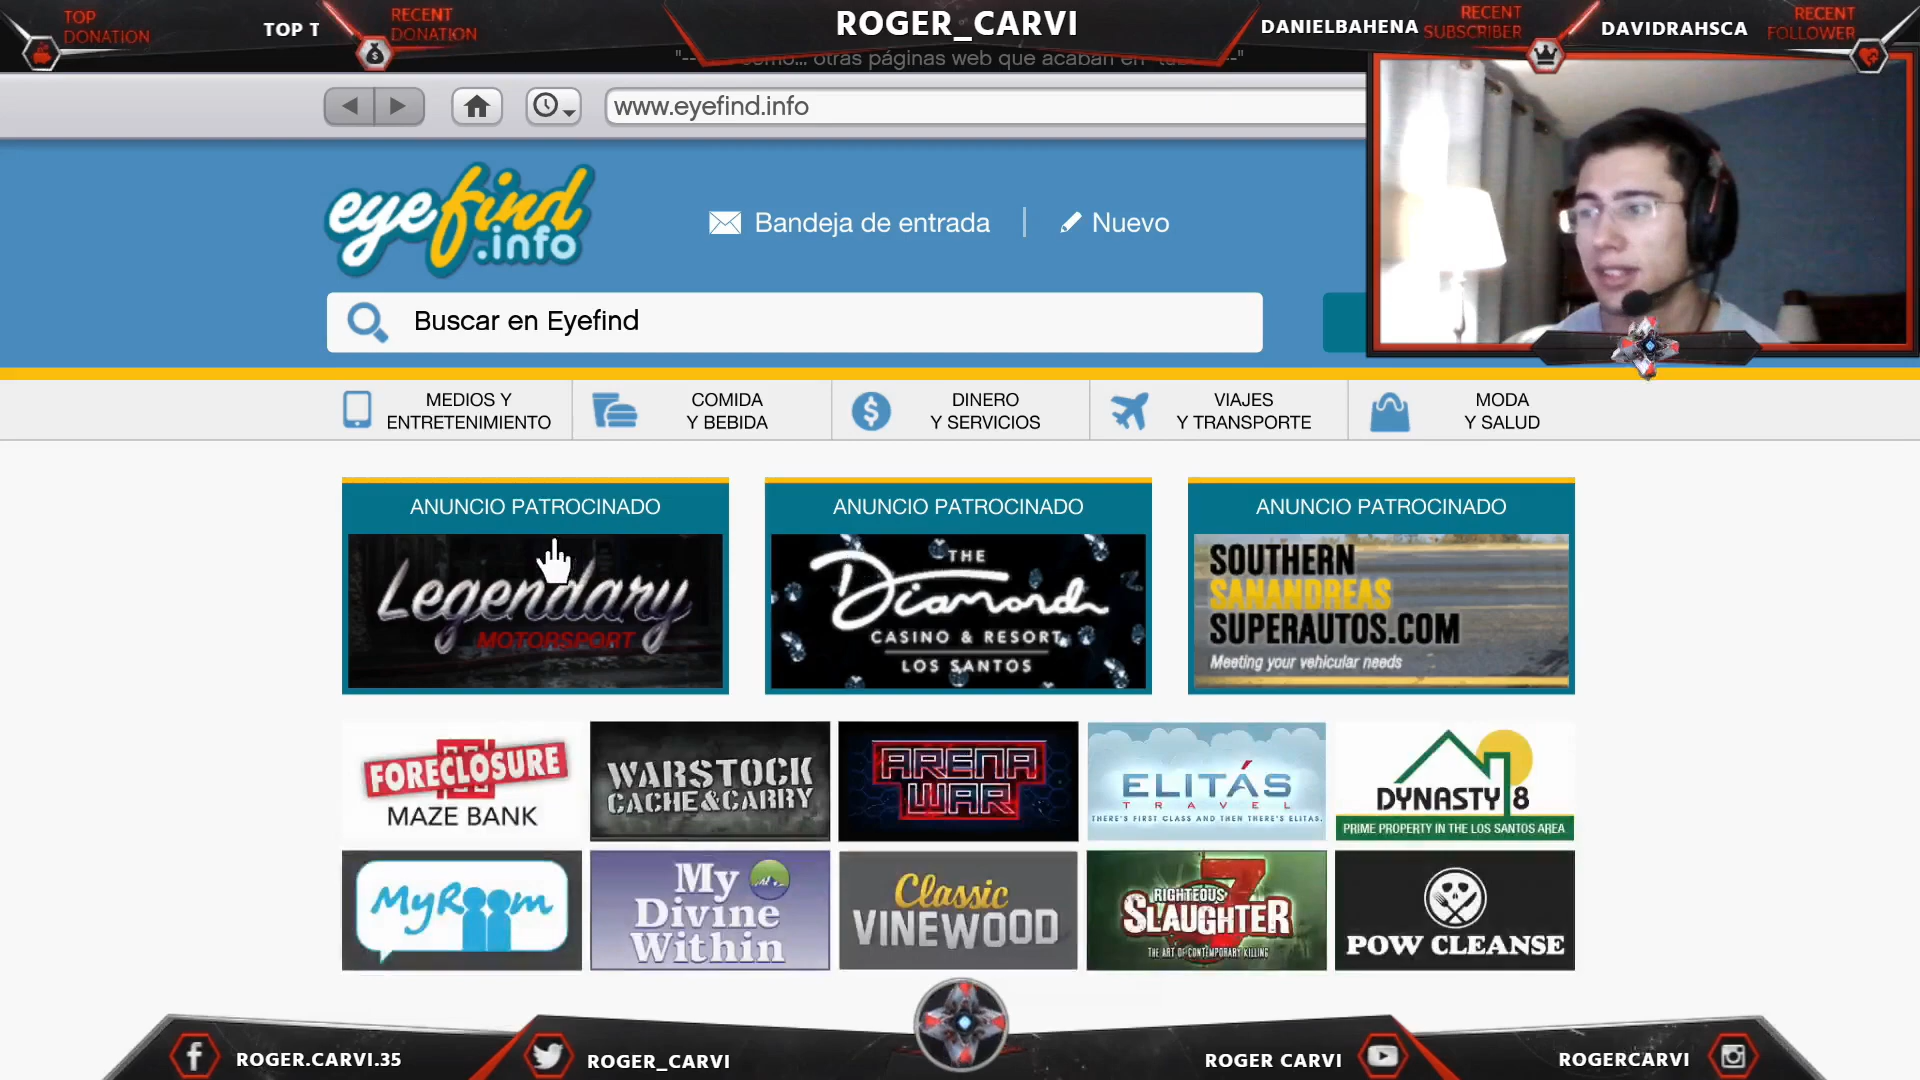 TOP
DONATION
TOP T
RECENT
DONATION
ROGER_CARVI
DANIELBAHENA
RECENT
SUBSCRIBER
DAVIDRAHSCA
RECENT
FOLLOWER
otras páginas web que acaban en
www.eyefind.info
eyefind
.info
Bandeja de entrada
Nuevo
Buscar en Eyefind
MEDIOS Y
ENTRETENIMIENTO
COMIDA
Y BEBIDA
DINERO
Y SERVICIOS
VIAJES
Y TRANSPORTE
MODA
Y SALUD
ANUNCIO PATROCINADO
Legendary
MOTORSPORT
ANUNCIO PATROCINADO
THE
Diamond
CASINO & RESORT
LOS SANTOS
ANUNCIO PATROCINADO
SOUTHERN
SANANDREAS
SUPERAUTOS.COM
Meeting your vehicular needs
FORECLOSURE
MAZE BANK
WARSTOCK
CACHE&CARRY
ARENA
WAR
ELITÁS
TRAVEL
THERE'S FIRST CLASS AND THEN THERE'S ELITAS.
DYNASTY 8
PRIME PROPERTY IN THE LOS SANTOS AREA
MyRoom
My
Divine
Within
Classic
VINEWOOD
RIGHTEOUS
SLAUGHTER
7
THE ART OF CONTEMPORARY KILLING
POW CLEANSE
ROGER.CARVI.35
ROGER_CARVI
ROGER CARVI
ROGERCARVI